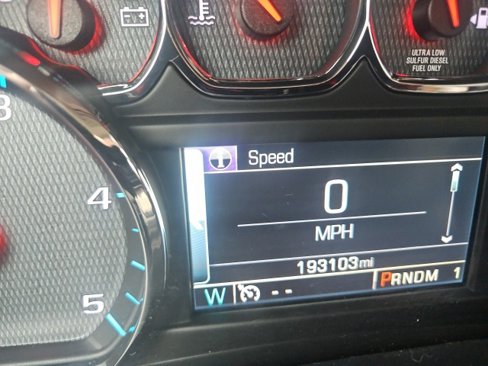 ULTRA LOW
SULFUR DIESEL
FUEL ONLY
3
4
5
Speed
0
MPH
193103mi
W -- PRNDM 1